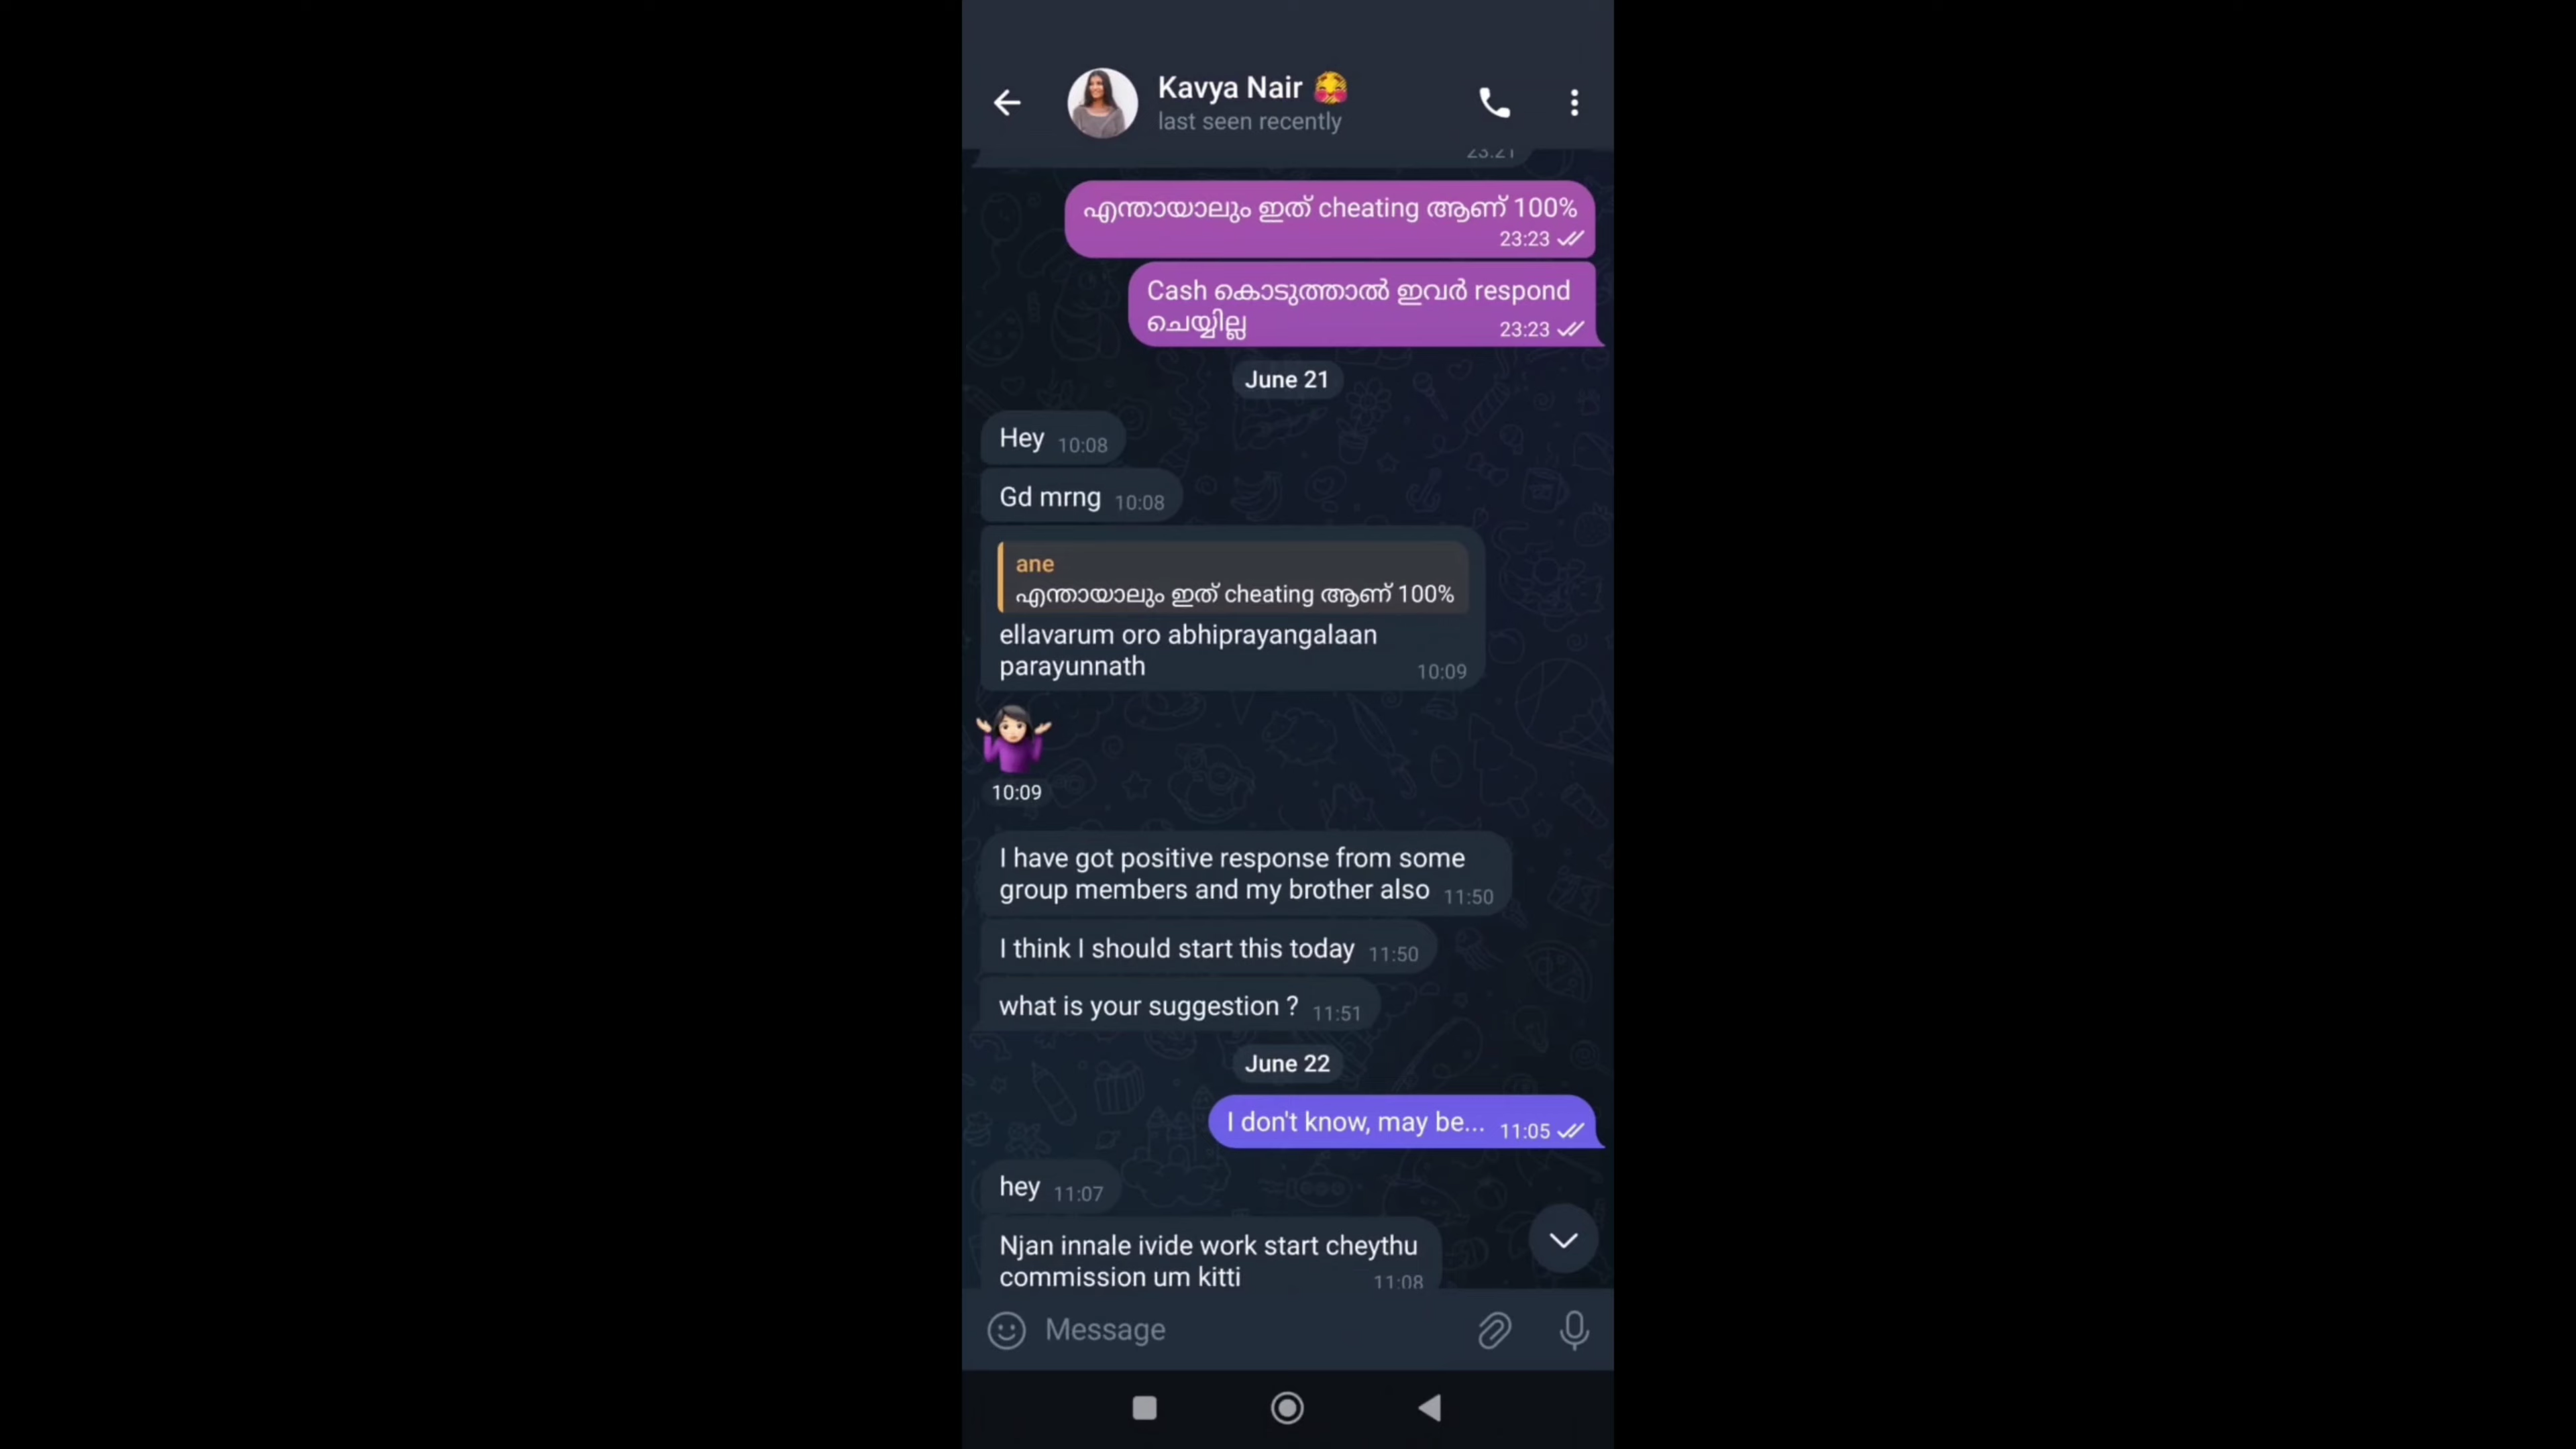 Kavya Nair
last seen recently
23:21
എന്തായാലും ഇത് cheating ആണ് 100%
23:23
Cash കൊടുത്താൽ ഇവർ respond
ചെയ്യില്ല
23:23
June 21
Hey 10:08
Gd mrng 10:08
ane
എന്തായാലും ഇത് cheating ആണ് 100%
ellavarum oro abhiprayangalaan
parayunnath 10:09
10:09
I have got positive response from some
group members and my brother also 11:50
I think I should start this today 11:50
what is your suggestion ? 11:51
June 22
I don't know, may be... 11:05
hey 11:07
Njan innale ivide work start cheythu
commission um kitti 11:08
Message